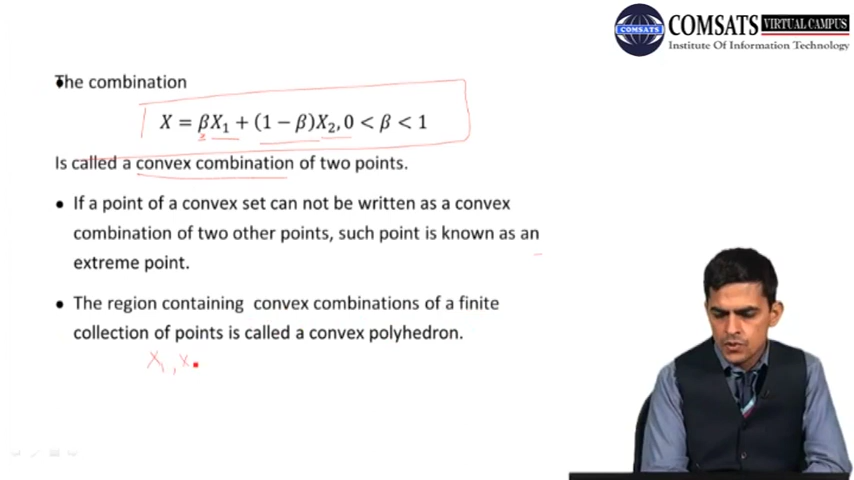 COMSATS VIRTUAL CAMPUS
Institute Of Information Technology
The combination
X = βX₁ + (1 − β)X₂, 0 < β < 1
Is called a convex combination of two points.
• If a point of a convex set can not be written as a convex
combination of two other points, such point is known as an
extreme point.
• The region containing convex combinations of a finite
collection of points is called a convex polyhedron.
X₁, X